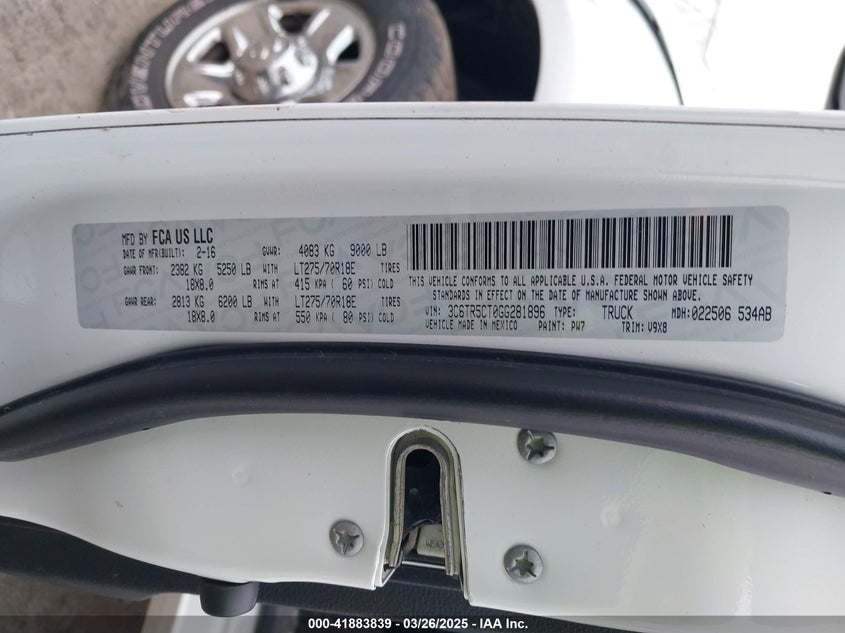 ADVENTURE
COOPER
MFD BY FCA US LLC
DATE OF MFR(BUILT): 2-16 GVWR: 4083 KG 9000 LB
GAWR FRONT: 2382 KG 5250 LB WITH LT275/70R18E TIRES
18X8.0 RIMS AT 415 KPA ( 60 PSI) COLD
GAWR REAR: 2813 KG 6200 LB WITH LT275/70R18E TIRES
18X8.0 RIMS AT 550 KPA ( 80 PSI) COLD
THIS VEHICLE CONFORMS TO ALL APPLICABLE U.S.A. FEDERAL MOTOR VEHICLE SAFETY
STANDARDS IN EFFECT ON THE DATE OF MANUFACTURE SHOWN ABOVE.
VIN: 3C6TR5CT0GG281896 TYPE: TRUCK MDH: 022506 534AB
VEHICLE MADE IN MEXICO PAINT: PW7 TRIM: V9X8
000-41883839 / 03/26/2025 — IAA Inc.